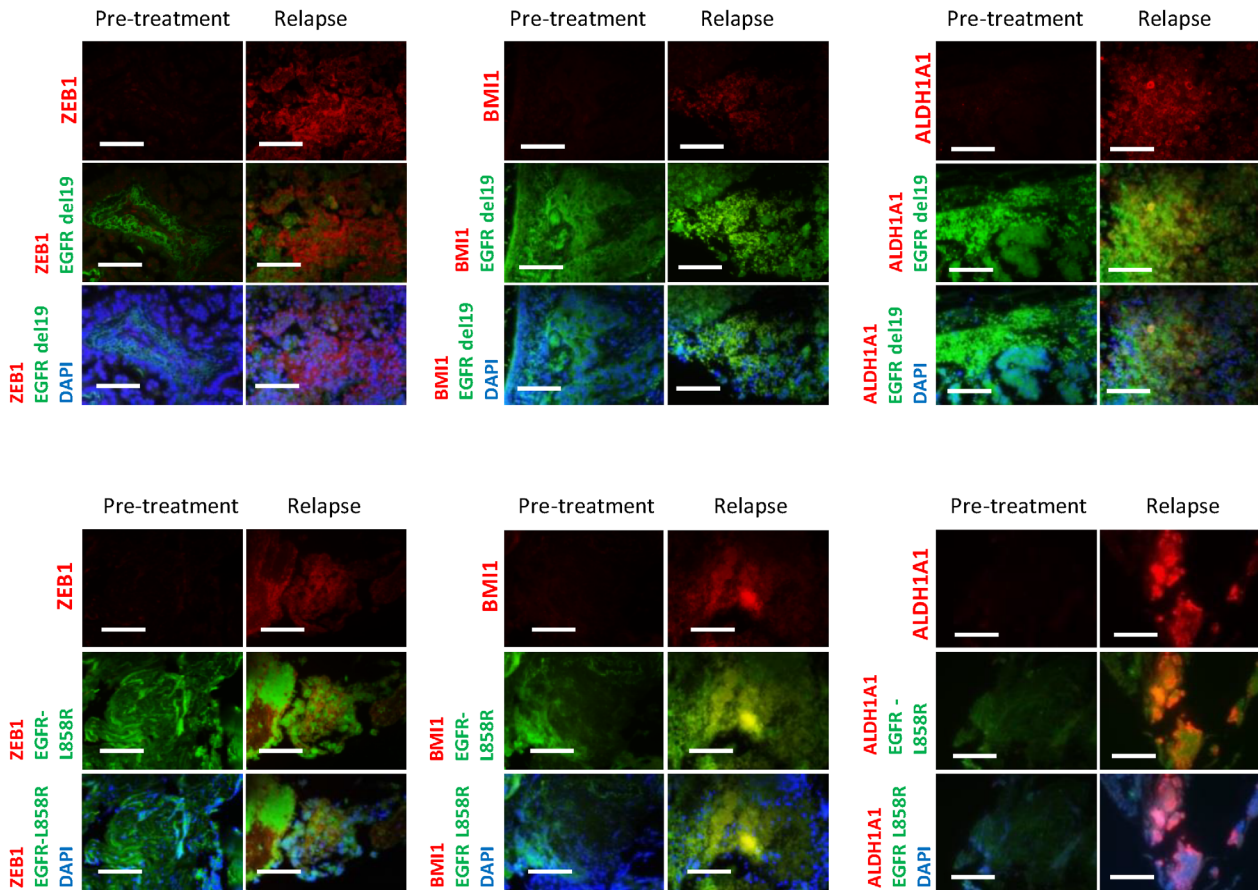 Pre-treatment Relapse
ZEB1
ZEB1
EGFR del19
ZEB1
EGFR del19
DAPI
Pre-treatment Relapse
BMI1
BMI1
EGFR del19
BMI1
EGFR del19
DAPI
Pre-treatment Relapse
ALDH1A1
ALDH1A1
EGFR del19
ALDH1A1
EGFR del19
DAPI
Pre-treatment Relapse
ZEB1
ZEB1
EGFR-
L858R
ZEB1
EGFR-L858R
DAPI
Pre-treatment Relapse
BMI1
BMI1
EGFR-
L858R
BMI1
EGFR L858R
DAPI
Pre-treatment Relapse
ALDH1A1
ALDH1A1
EGFR -
L858R
ALDH1A1
EGFR L858R
DAPI